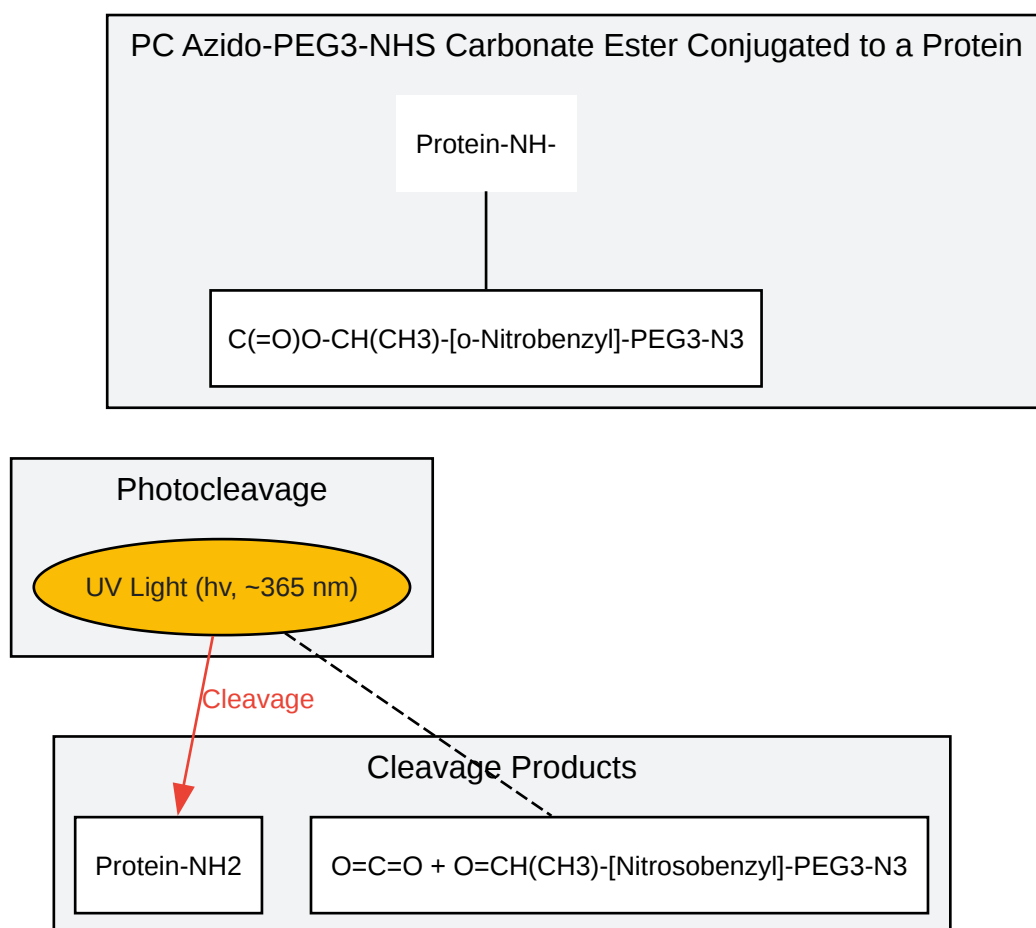 PC Azido-PEG3-NHS Carbonate Ester Conjugated to a Protein
Protein-NH-
C(=O)O-CH(CH3)-[o-Nitrobenzyl]-PEG3-N3
Photocleavage
UV Light (hv, ~365 nm)
Cleavage
Cleavage Products
Protein-NH2
O=C=O + O=CH(CH3)-[Nitrosobenzyl]-PEG3-N3